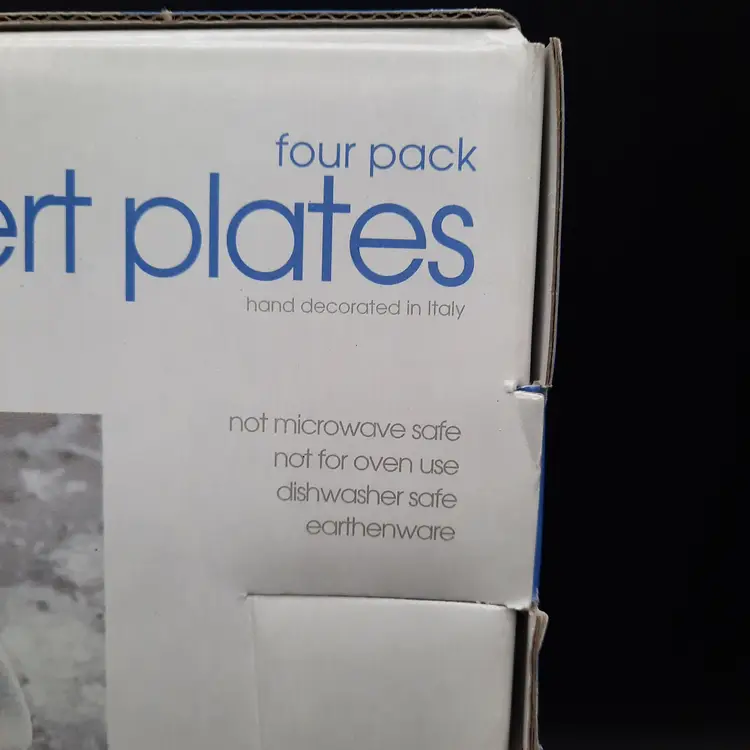 four pack
ert plates
hand decorated in Italy
not microwave safe
not for oven use
dishwasher safe
earthenware